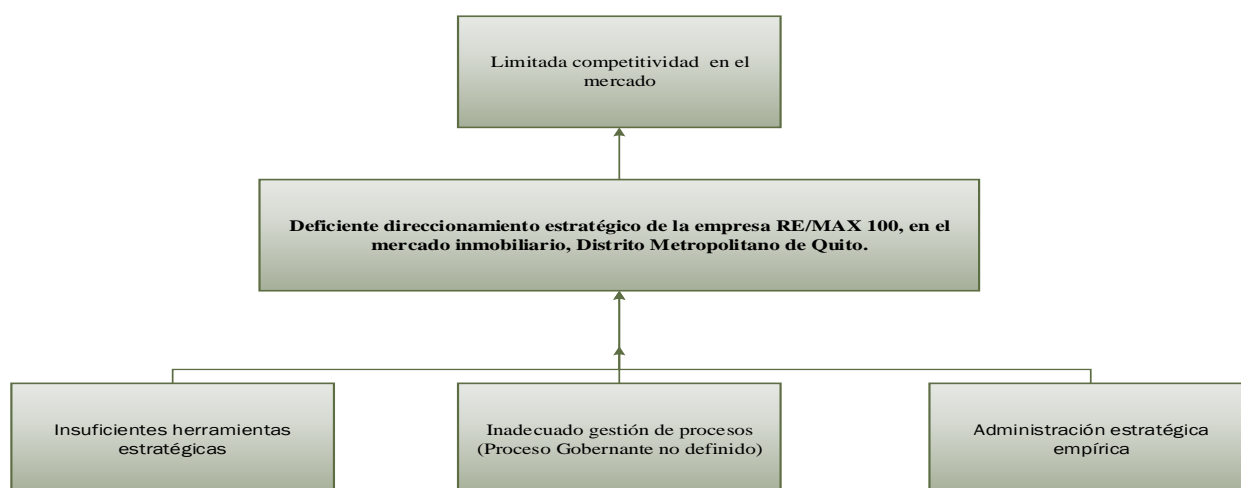 Limitada competitividad en el
mercado
Deficiente direccionamiento estratégico de la empresa RE/MAX 100, en el
mercado inmobiliario, Distrito Metropolitano de Quito.
Insuficientes herramientas
estratégicas
Inadecuado gestión de procesos
(Proceso Gobernante no definido)
Administración estratégica
empírica